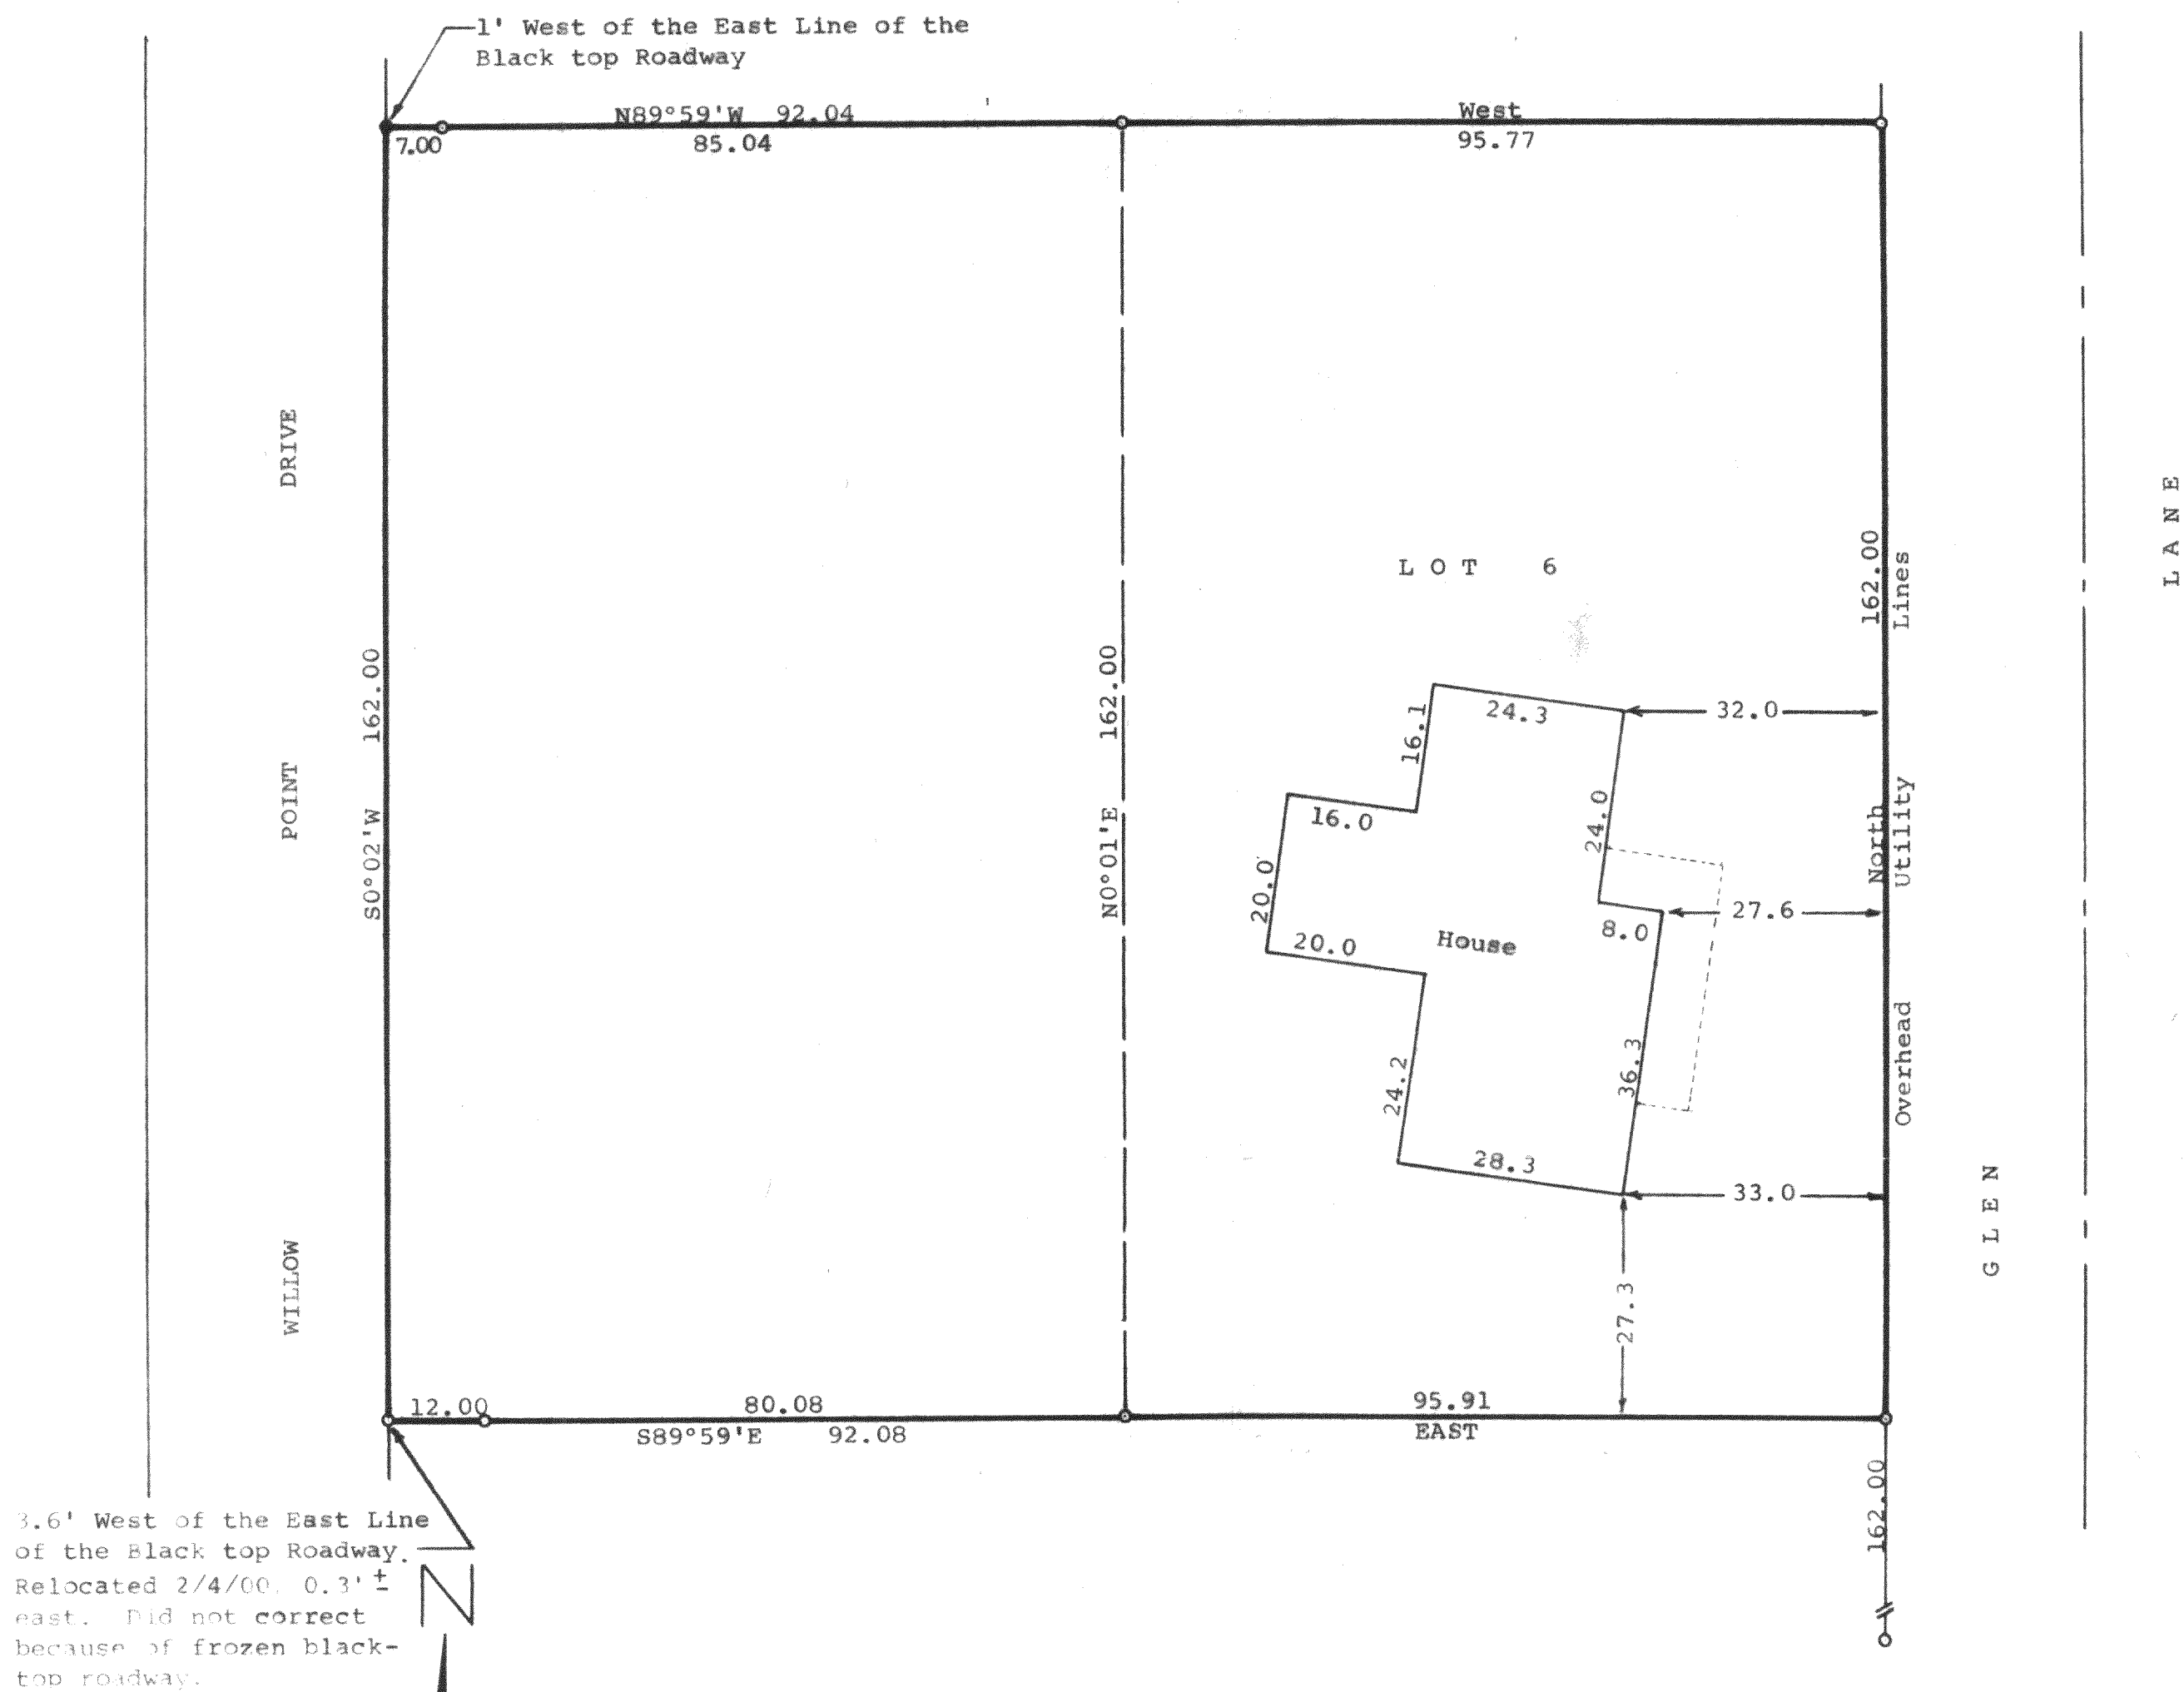 1' West of the East Line of the
Black top Roadway
N89°59'W 92.04
7.00
85.04
West
95.77
DRIVE
POINT
WILLOW
S0°02'W 162.00
N0°01'E 162.00
LOT 6
North 162.00
Overhead Utility Lines
GLEN LANE
24.3
32.0
16.1
16.0
24.0
20.0
27.6
8.0
20.0
House
24.2
36.3
28.3
33.0
27.3
12.00
80.08
S89°59'E 92.08
95.91
EAST
162.00
3.6' West of the East Line
of the Black top Roadway.
Relocated 2/4/00. 0.3' ±
east. Did not correct
because of frozen black-
top roadway.
N